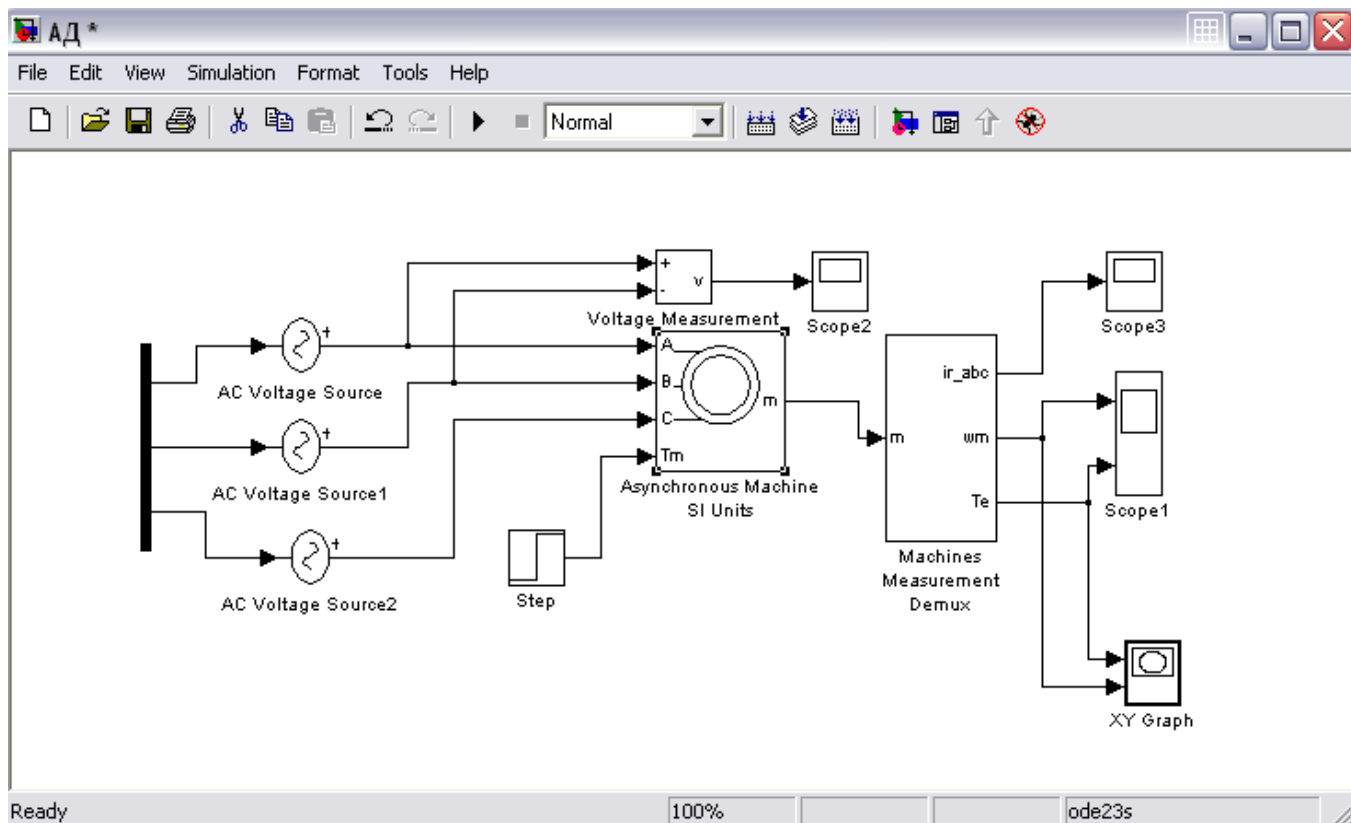 АД *
File Edit View Simulation Format Tools Help
Normal
+
-
v
Voltage Measurement
Scope2
Scope3
+
AC Voltage Source
A
B
C
Tm
m
Asynchronous Machine
SI Units
m
ir_abc
wm
Te
Machines
Measurement
Demux
Scope1
+
AC Voltage Source1
+
AC Voltage Source2
Step
XY Graph
Ready 100% ode23s